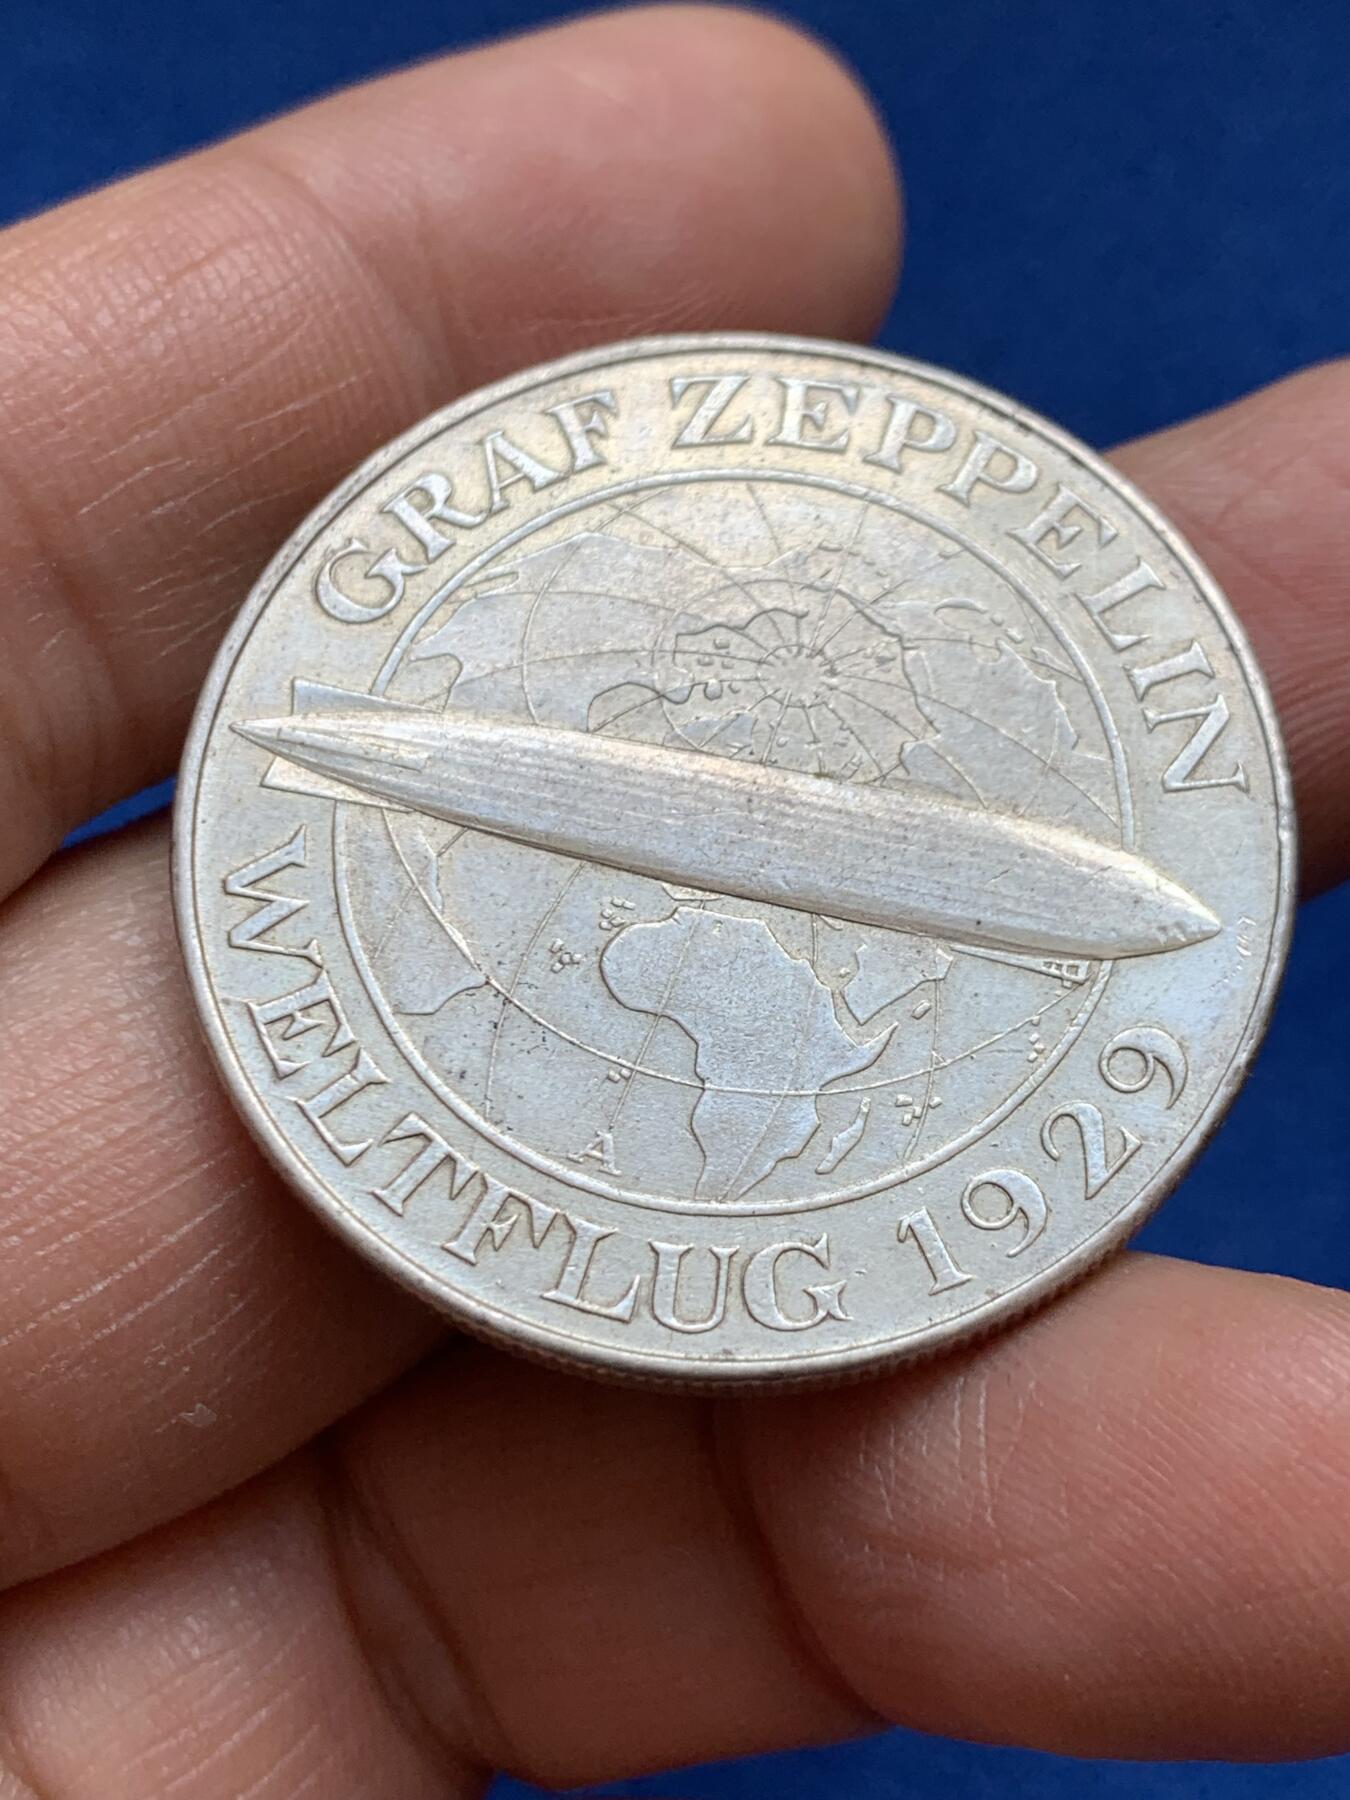 GRAF ZEPPELIN
WELTFLUG 1929
A